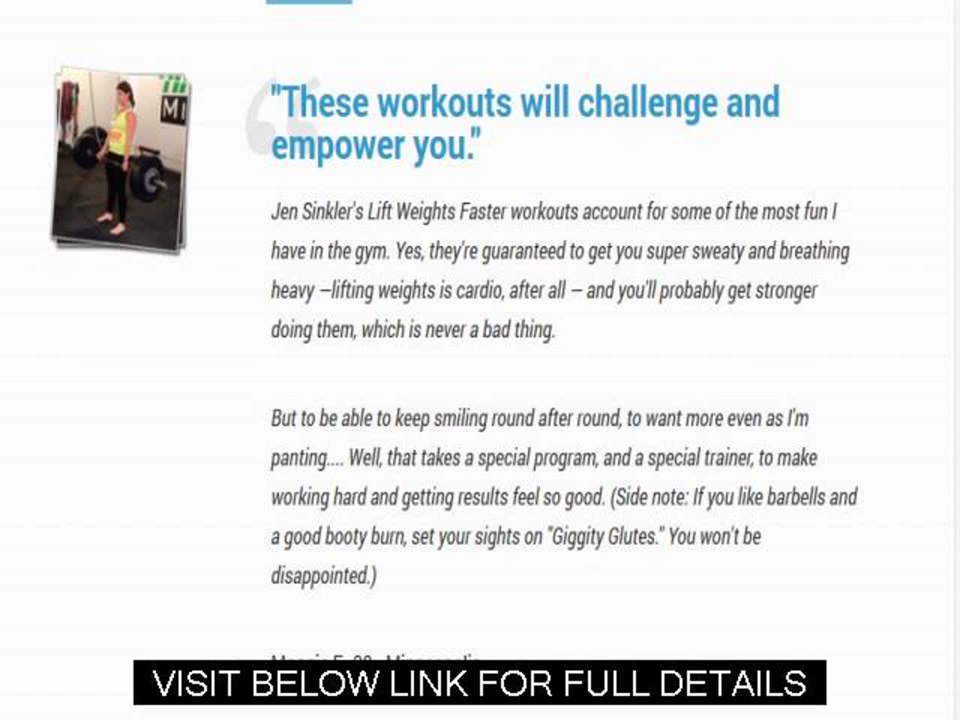 "These workouts will challenge and
empower you."
Jen Sinkler's Lift Weights Faster workouts account for some of the most fun I
have in the gym. Yes, they're guaranteed to get you super sweaty and breathing
heavy –lifting weights is cardio, after all – and you'll probably get stronger
doing them, which is never a bad thing.
But to be able to keep smiling round after round, to want more even as I'm
panting.... Well, that takes a special program, and a special trainer, to make
working hard and getting results feel so good. (Side note: If you like barbells and
a good booty burn, set your sights on "Giggity Glutes." You won't be
disappointed.)
VISIT BELOW LINK FOR FULL DETAILS